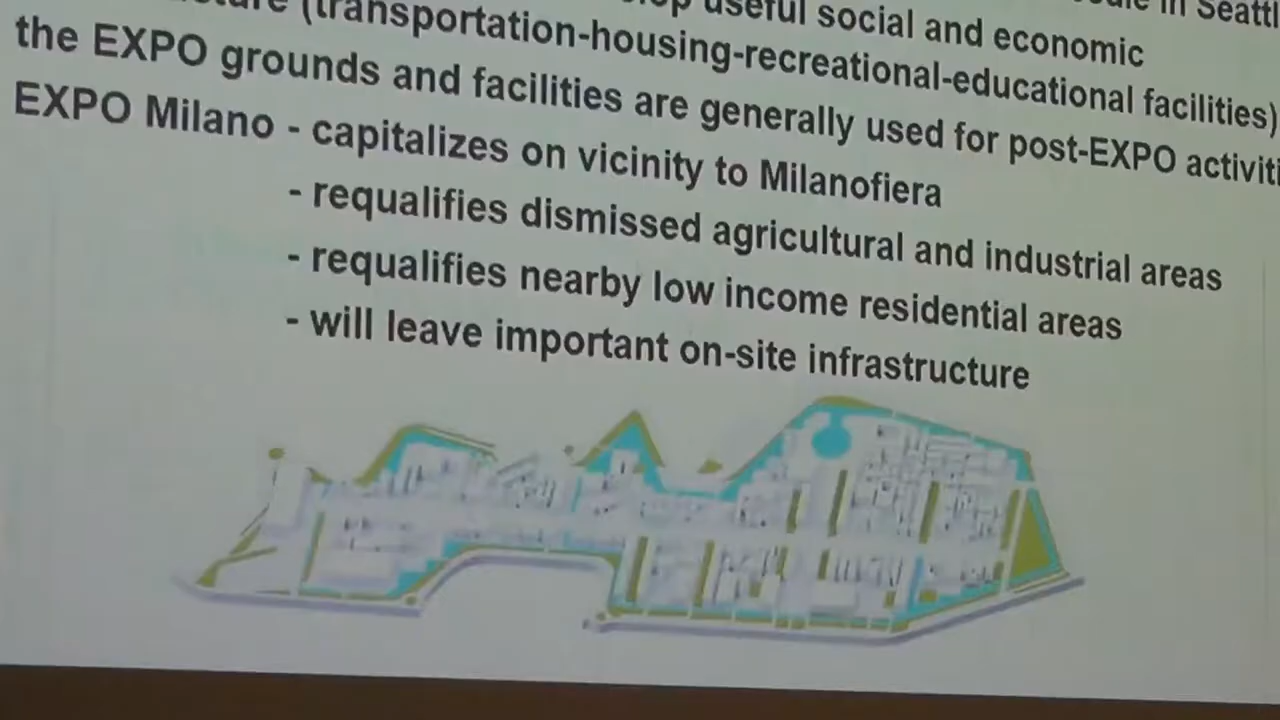 useful social and economic in
(transportation-housing-recreational-educational facilities)
the EXPO grounds and facilities are generally used for post-EXPO
EXPO Milano - capitalizes on vicinity to Milanofiera
- requalifies dismissed agricultural and industrial areas
- requalifies nearby low income residential areas
- will leave important on-site infrastructure